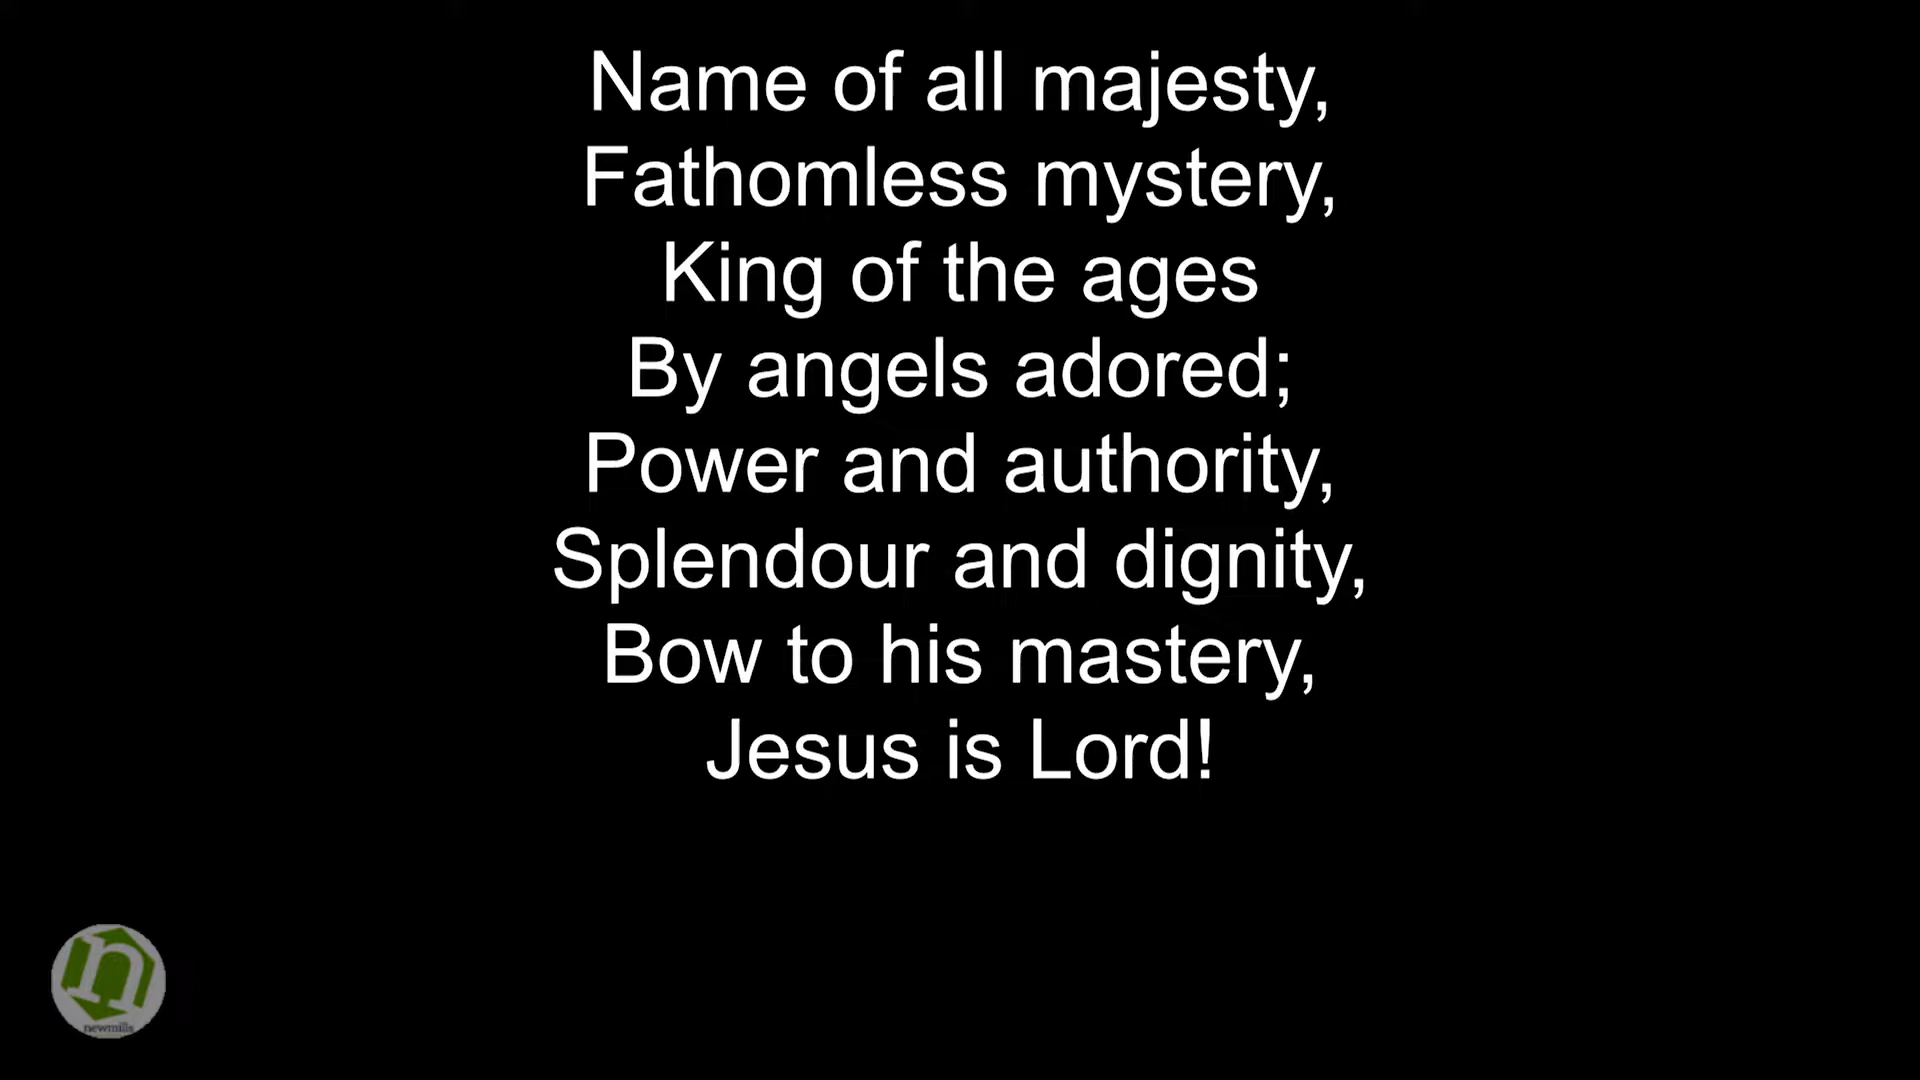 Name of all majesty,
Fathomless mystery,
King of the ages
By angels adored;
Power and authority,
Splendour and dignity,
Bow to his mastery,
Jesus is Lord!
n
newmills